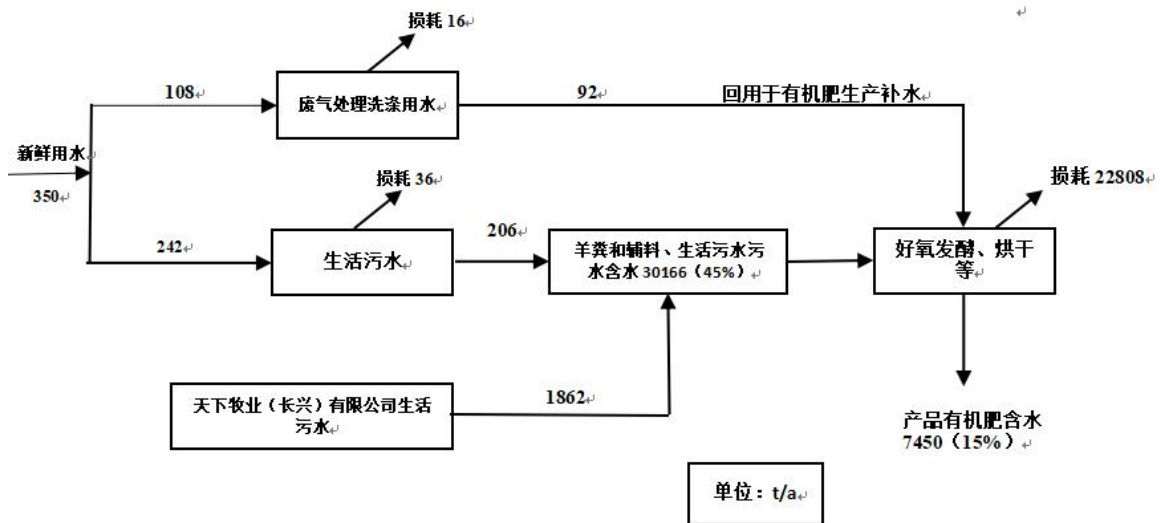 损耗 16
108
废气处理洗涤用水
92
回用于有机肥生产补水
新鲜用水
350
损耗 36
损耗 22808
242
生活污水
206
羊粪和辅料、生活污水污
水含水 30166（45%）
好氧发酵、烘干
等
天下牧业（长兴）有限公司生活
污水
1862
产品有机肥含水
7450（15%）
单位：t/a